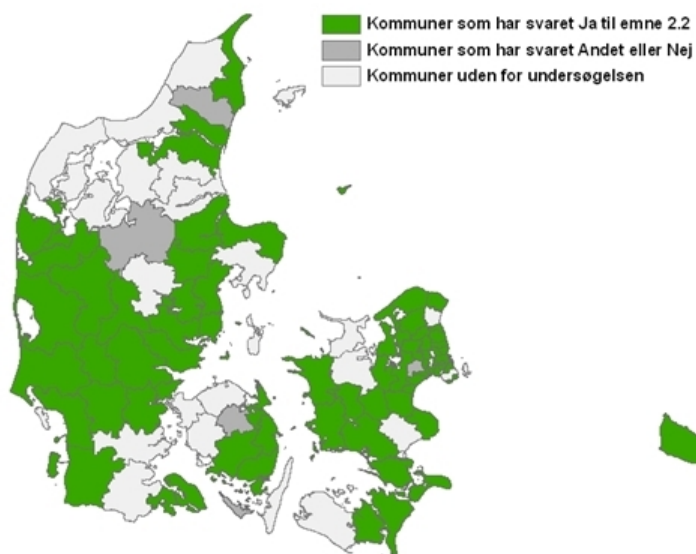 Kommuner som har svaret Ja til emne 2.2
Kommuner som har svaret Andet eller Nej
Kommuner uden for undersøgelsen